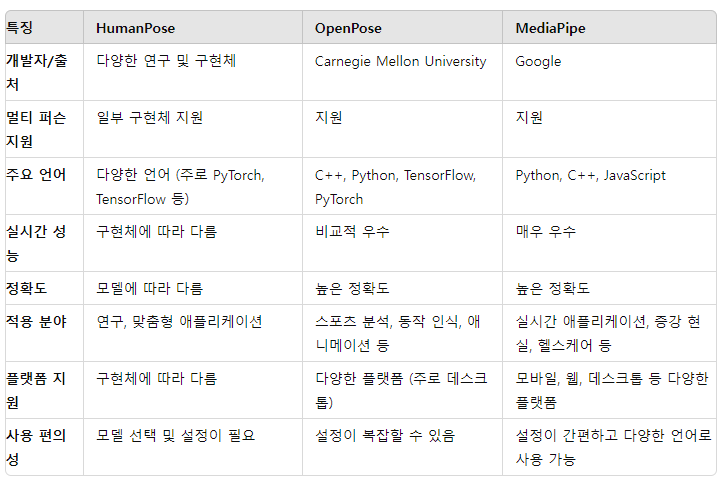 특징 HumanPose OpenPose MediaPipe
개발자/출 다양한 연구 및 구현체 Carnegie Mellon University Google
처
멀티 퍼슨 일부 구현체 지원 지원 지원
지원
주요 언어 다양한 언어 (주로 PyTorch, C++, Python, TensorFlow, Python, C++, JavaScript
TensorFlow 등) PyTorch
실시간 성 구현체에 따라 다름 비교적 우수 매우 우수
능
정확도 모델에 따라 다름 높은 정확도 높은 정확도
적용 분야 연구, 맞춤형 애플리케이션 스포츠 분석, 동작 인식, 애 실시간 애플리케이션, 증강 현
니메이션 등 실, 헬스케어 등
플랫폼 지 구현체에 따라 다름 다양한 플랫폼 (주로 데스크 모바일, 웹, 데스크톱 등 다양한
원 톱) 플랫폼
사용 편의 모델 선택 및 설정이 필요 설정이 복잡할 수 있음 설정이 간편하고 다양한 언어로
성 사용 가능